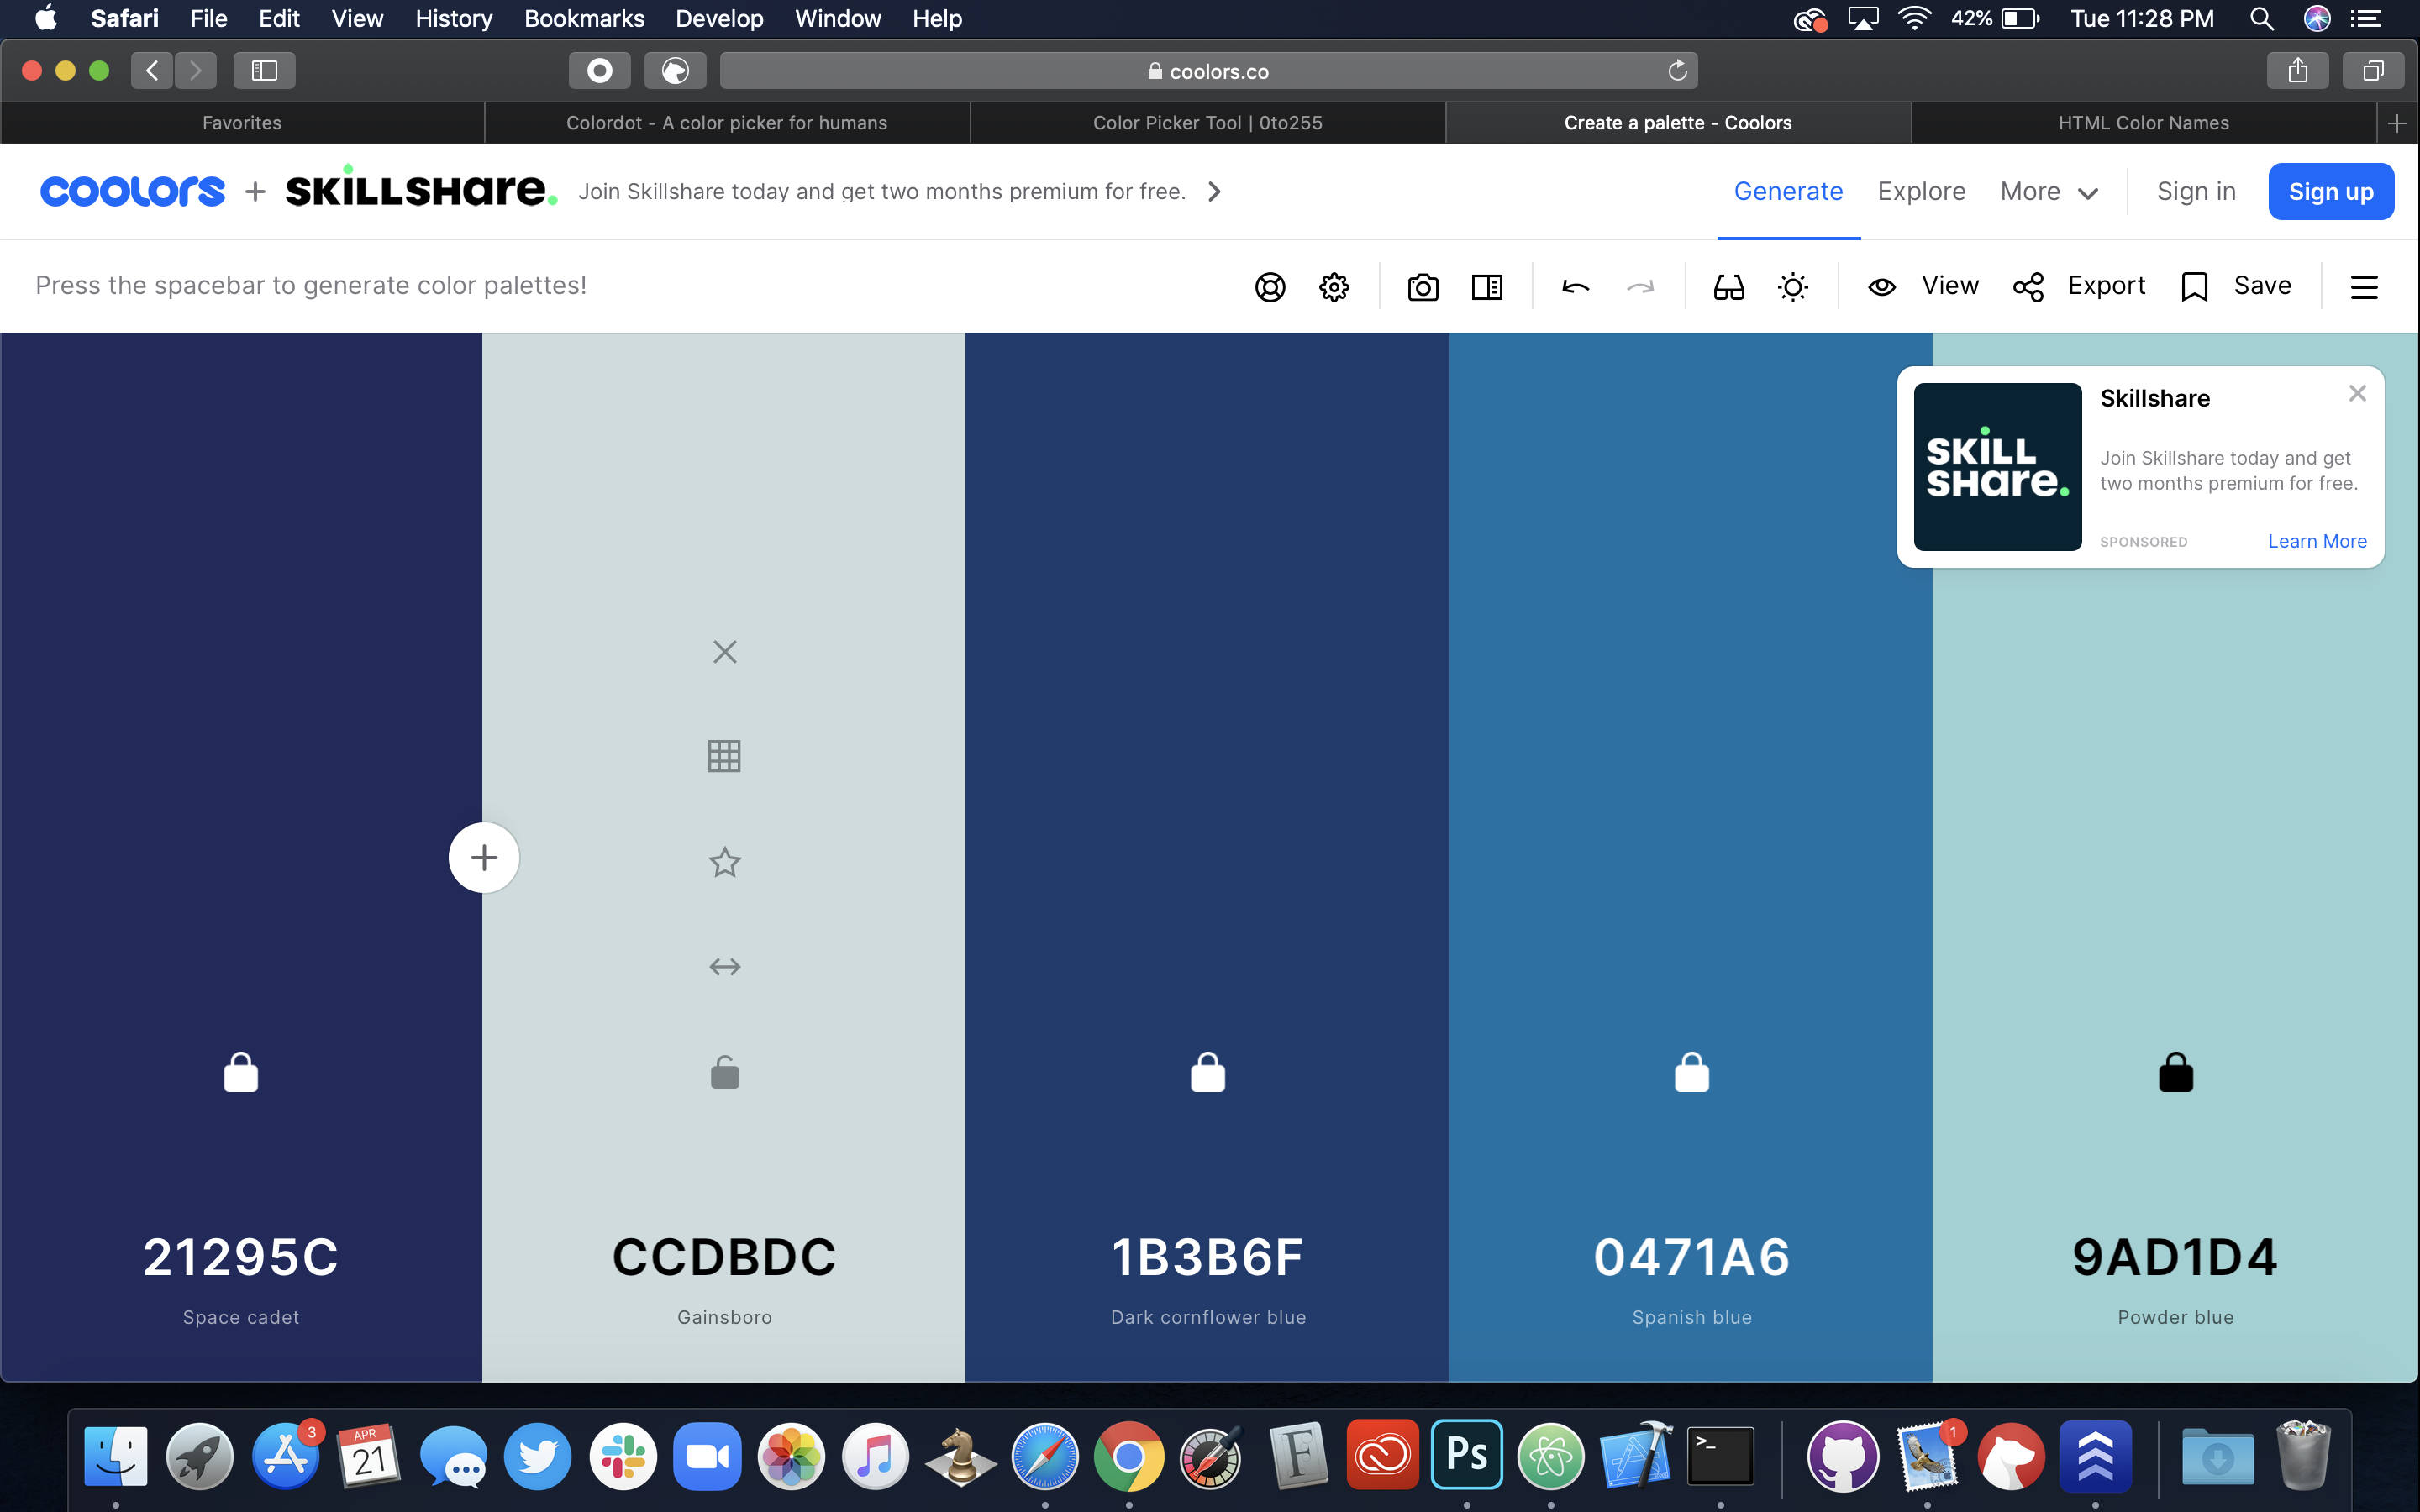 Safari File Edit View History Bookmarks Develop Window Help 42% Tue 11:28 PM
coolors.co
Favorites Colordot - A color picker for humans Color Picker Tool | 0to255 Create a palette - Coolors HTML Color Names
coolors + SKILLSHare. Join Skillshare today and get two months premium for free. Generate Explore More Sign in Sign up
Press the spacebar to generate color palettes! View Export Save
Skillshare
SKILL
SHare.
Join Skillshare today and get
two months premium for free.
SPONSORED Learn More
21295C CCDBDC 1B3B6F 0471A6 9AD1D4
Space cadet Gainsboro Dark cornflower blue Spanish blue Powder blue
3 APR 21 F Ps >_ 1